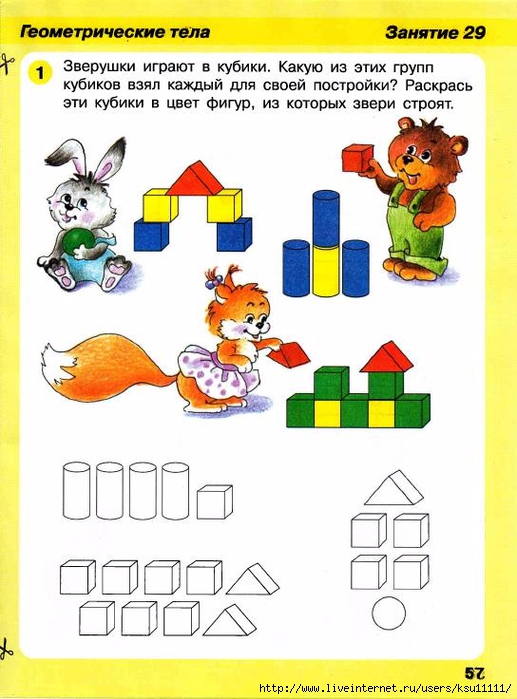 Геометрические тела
Занятие 29
1
Зверушки играют в кубики. Какую из этих групп
кубиков взял каждый для своей постройки? Раскрась
эти кубики в цвет фигур, из которых звери строят.
57
http://www.liveinternet.ru/users/ksu11111/